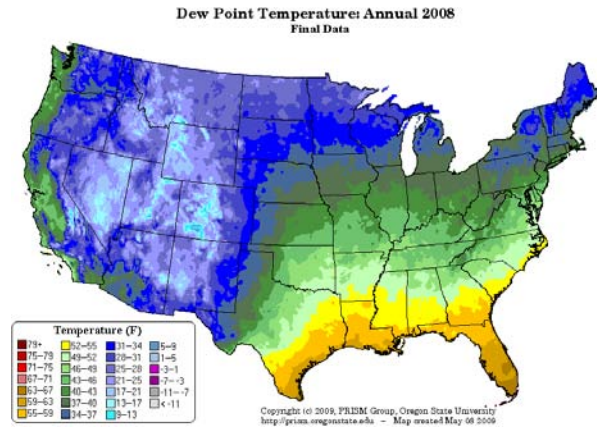 Dew Point Temperature: Annual 2008
Final Data
Temperature (F)
79+ 52-55 31-34 5-9
75-79 49-52 28-31 1-5
71-75 46-49 25-28 -3-1
67-71 43-46 21-25 -7--3
63-67 40-43 17-21 -11--7
59-63 37-40 13-17 < -11
55-59 34-37 9-13
Copyright (c) 2009, PRISM Group, Oregon State University
http://prism.oregonstate.edu - Map created May 08 2009